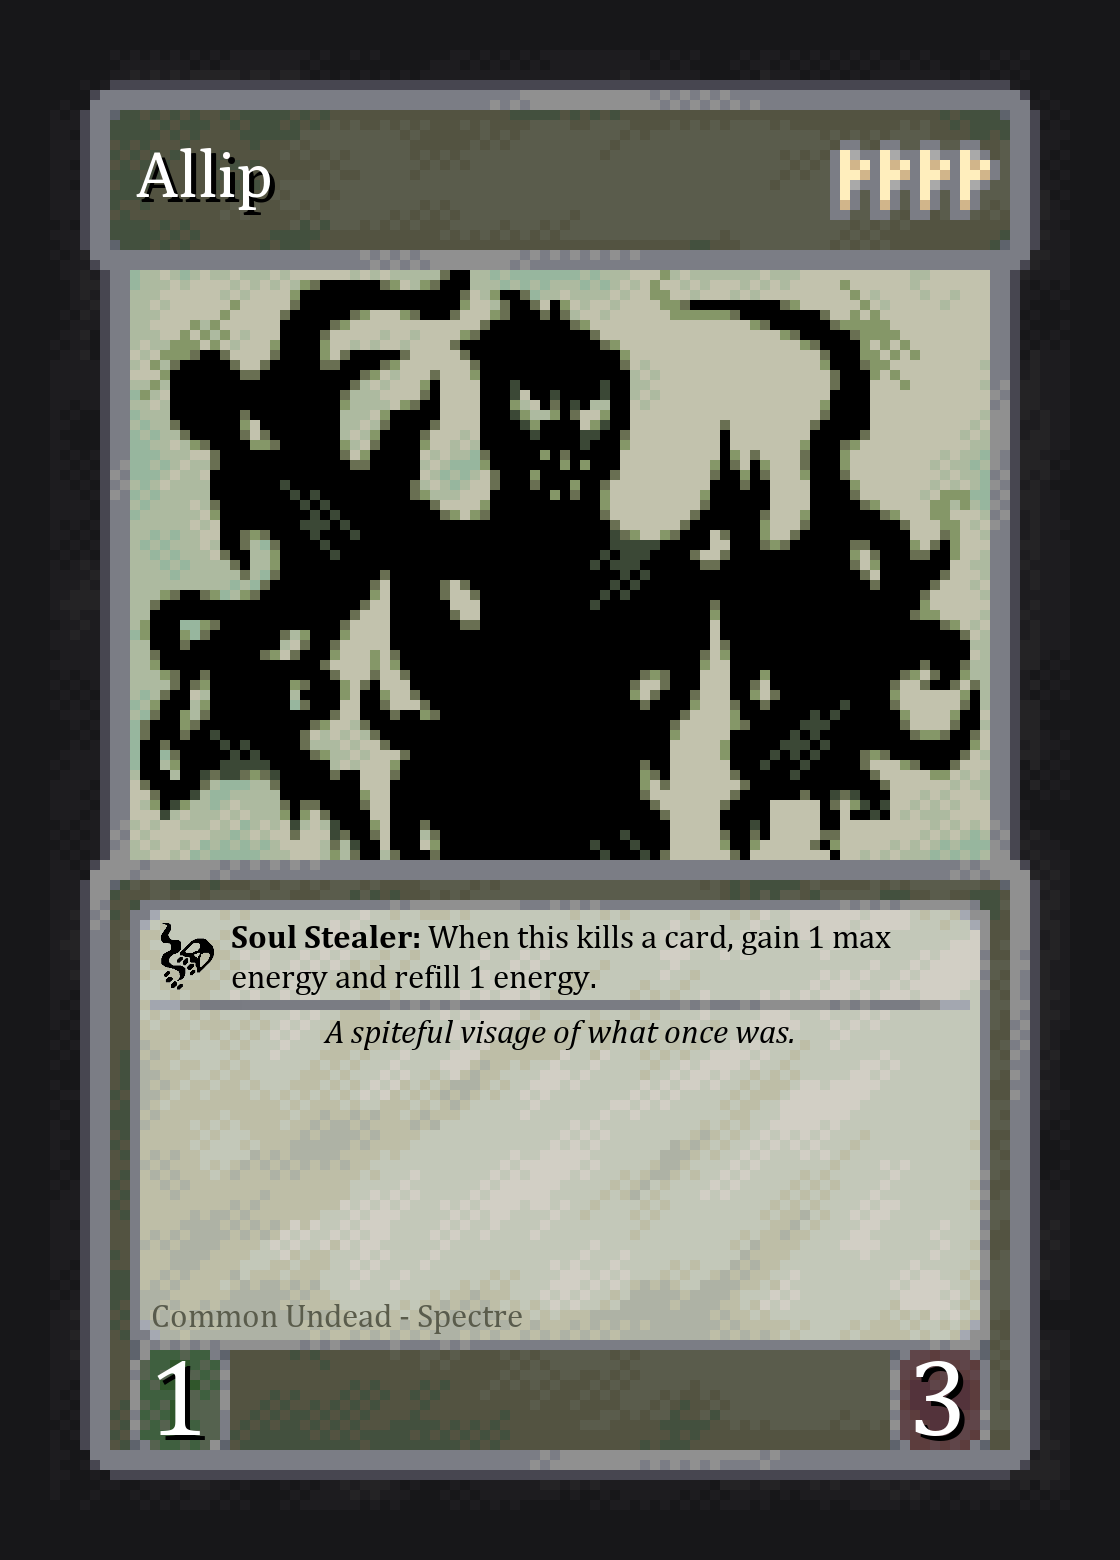 Allip
Soul Stealer: When this kills a card, gain 1 max
energy and refill 1 energy.
A spiteful visage of what once was.
Common Undead - Spectre
1
3